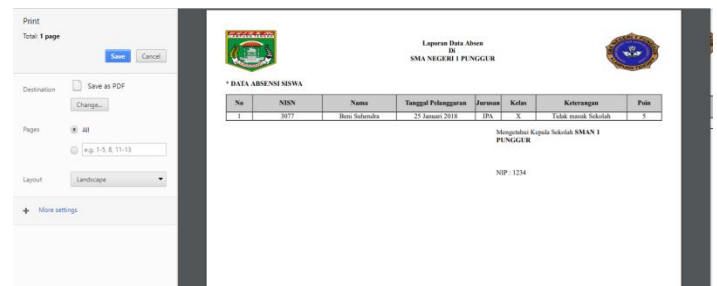 Print
Total: 1 page
Save Cancel
Destination Save as PDF
Change...
Pages All
e.g. 1-5, 8, 11-13
Layout Landscape
+ More settings
Laporan Data Absen
Di
SMA NEGERI 1 PUNGGUR
* DATA ABSENSI SISWA
No NISN Nama Tanggal Pelanggaran Jurusan Kelas Keterangan Poin
1 3077 Beni Suhendra 25 Januari 2018 IPA X Tidak masuk Sekolah 5
Mengetahui Kepala Sekolah SMAN 1
PUNGGUR
NIP : 1234